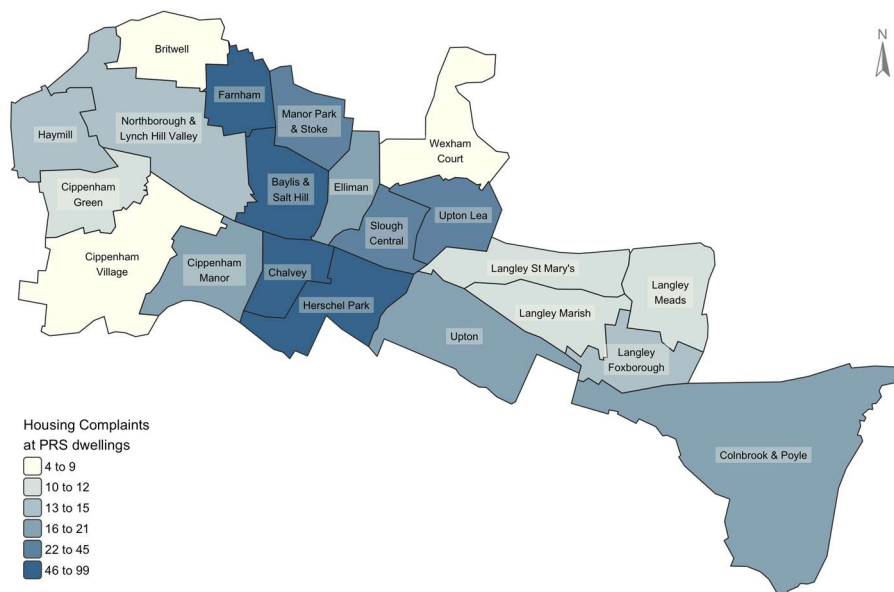 N
Britwell
Farnham
Manor Park
& Stoke
Northborough &
Lynch Hill Valley
Haymill
Wexham
Court
Cippenham
Green
Baylis &
Salt Hill
Elliman
Upton Lea
Slough
Central
Cippenham
Village
Cippenham
Manor
Chalvey
Langley St Mary's
Langley
Meads
Herschel Park
Langley Marish
Upton
Langley
Foxborough
Colnbrook & Poyle
Housing Complaints
at PRS dwellings
4 to 9
10 to 12
13 to 15
16 to 21
22 to 45
46 to 99